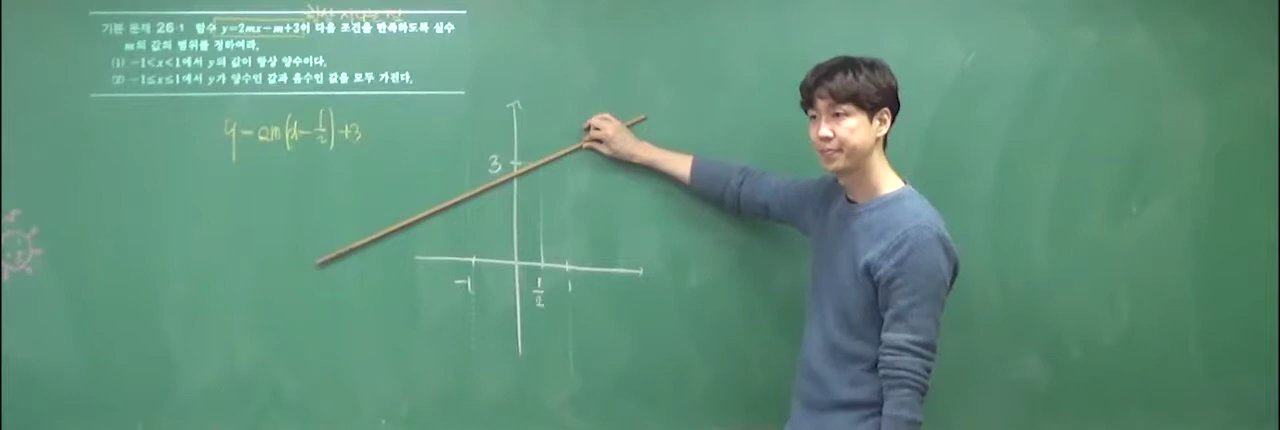 기본 문제 26·1 함수 y=2mx-m+3이 다음 조건을 만족하도록 실수
m의 값의 범위를 정하여라.
(1) -1<x<1에서 y의 값이 항상 양수이다.
(2) -1≤x≤1에서 y가 양수인 값과 음수인 값을 모두 가진다.
y=2m(x-1/2)+3
3
-1 1/2 1